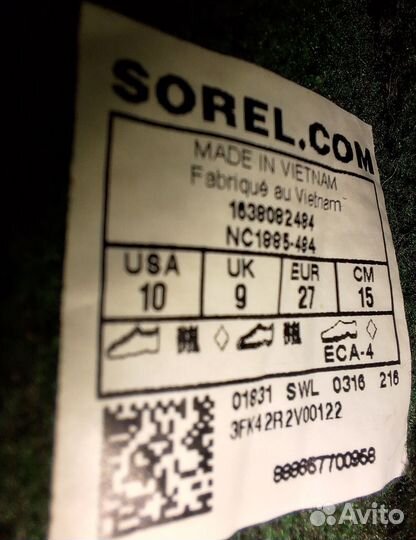 SOREL.COM
MADE IN VIETNAM
Fabriqué au Vietnam
1638082484
NC1885-484
USA UK EUR CM
10 9 27 15
ECA-4
01831 SWL 0316 216
3FK42R2V00122
888667700958
Avito